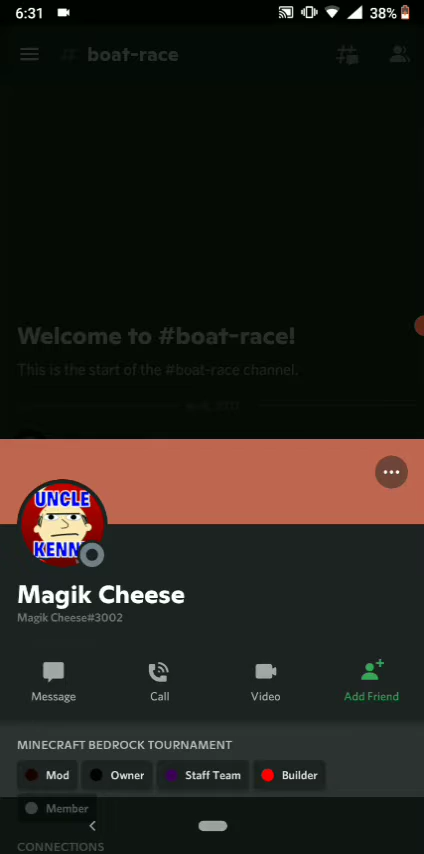 6:31
38%
# boat-race
Welcome to #boat-race!
This is the start of the #boat-race channel.
UNCLE
KENN
Magik Cheese
Magik Cheese#3002
Message Call Video Add Friend
MINECRAFT BEDROCK TOURNAMENT
Mod Owner Staff Team Builder
Member
CONNECTIONS